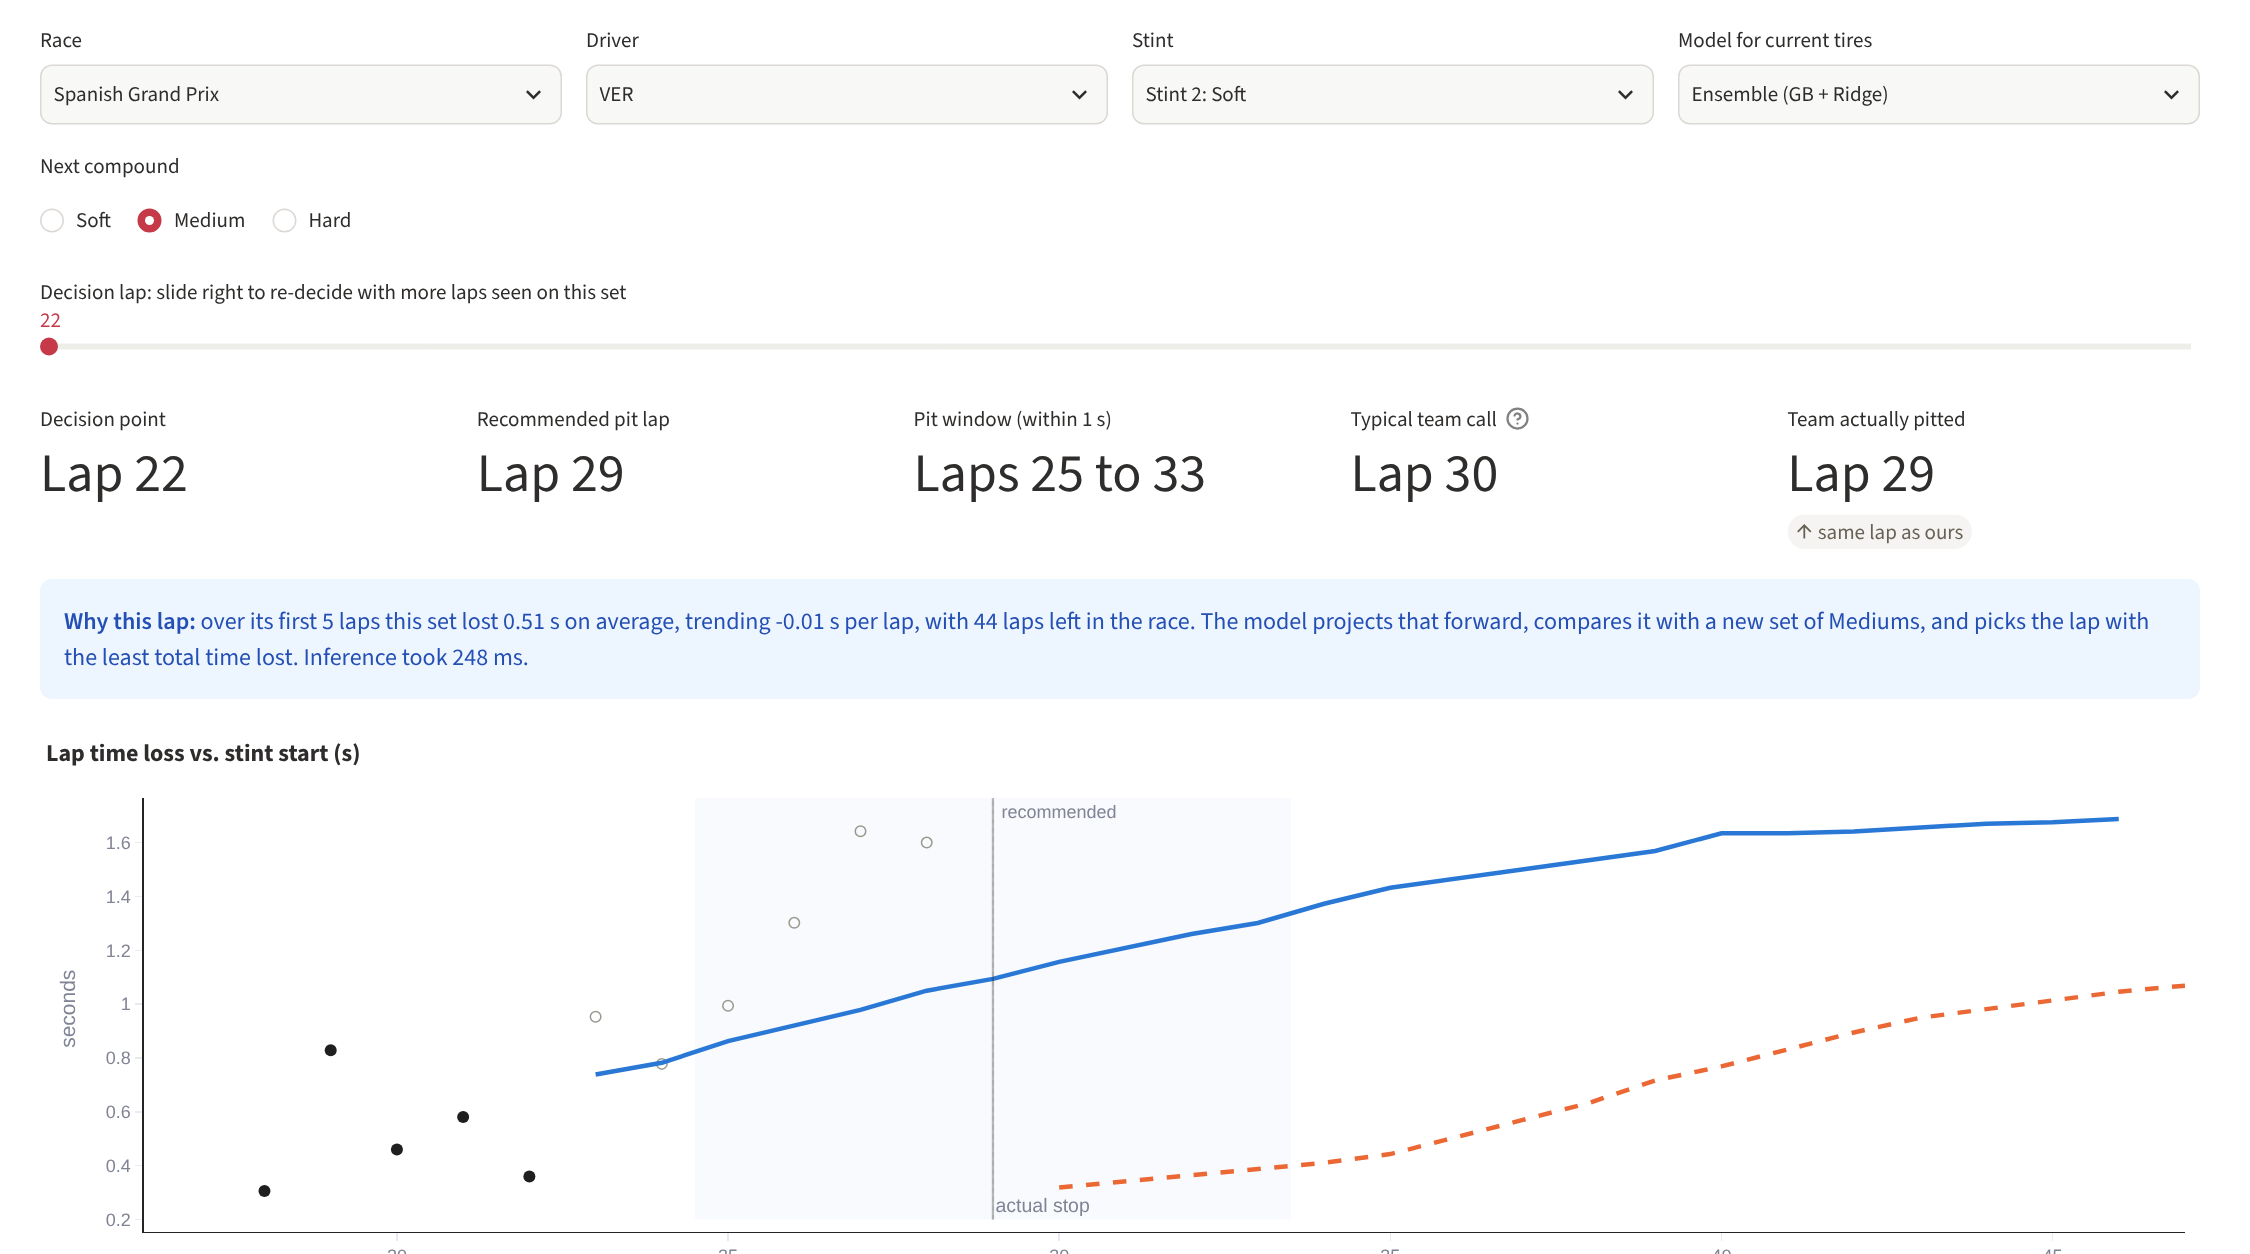 Race
Driver
Stint
Model for current tires
Spanish Grand Prix
VER
Stint 2: Soft
Ensemble (GB + Ridge)
Next compound
Soft
Medium
Hard
Decision lap: slide right to re-decide with more laps seen on this set
22
Decision point
Recommended pit lap
Pit window (within 1 s)
Typical team call
Team actually pitted
Lap 22
Lap 29
Laps 25 to 33
Lap 30
Lap 29
↑ same lap as ours
Why this lap: over its first 5 laps this set lost 0.51 s on average, trending -0.01 s per lap, with 44 laps left in the race. The model projects that forward, compares it with a new set of Mediums, and picks the lap with
the least total time lost. Inference took 248 ms.
Lap time loss vs. stint start (s)
recommended
1.6
1.4
1.2
1
0.8
0.6
0.4
0.2
seconds
actual stop